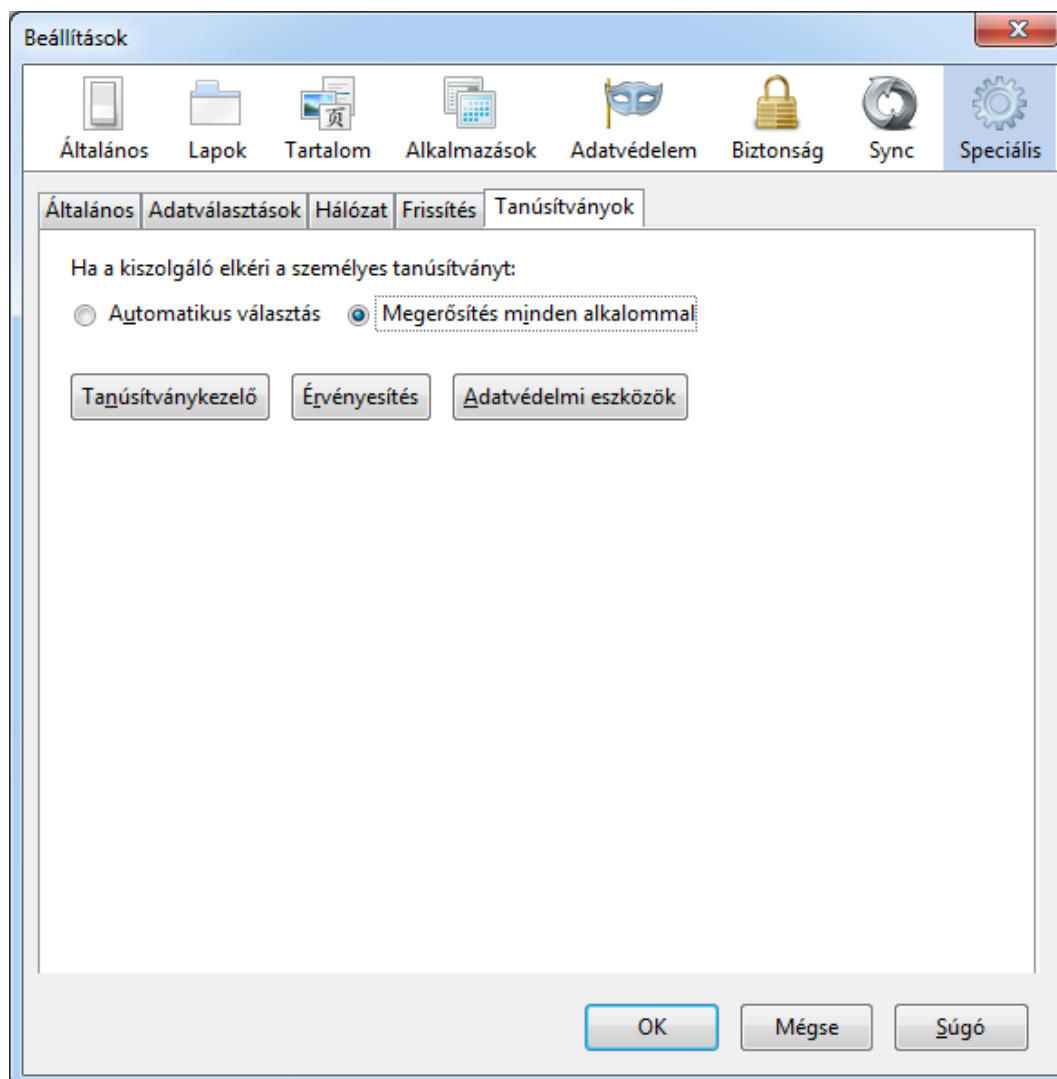 Beállítások
Általános Lapok Tartalom Alkalmazások Adatvédelem Biztonság Sync Speciális
Általános Adatválasztások Hálózat Frissítés Tanúsítványok
Ha a kiszolgáló elkéri a személyes tanúsítványt:
Automatikus választás Megerősítés minden alkalommal
Tanúsítványkezelő Érvényesítés Adatvédelmi eszközök
OK Mégse Súgó